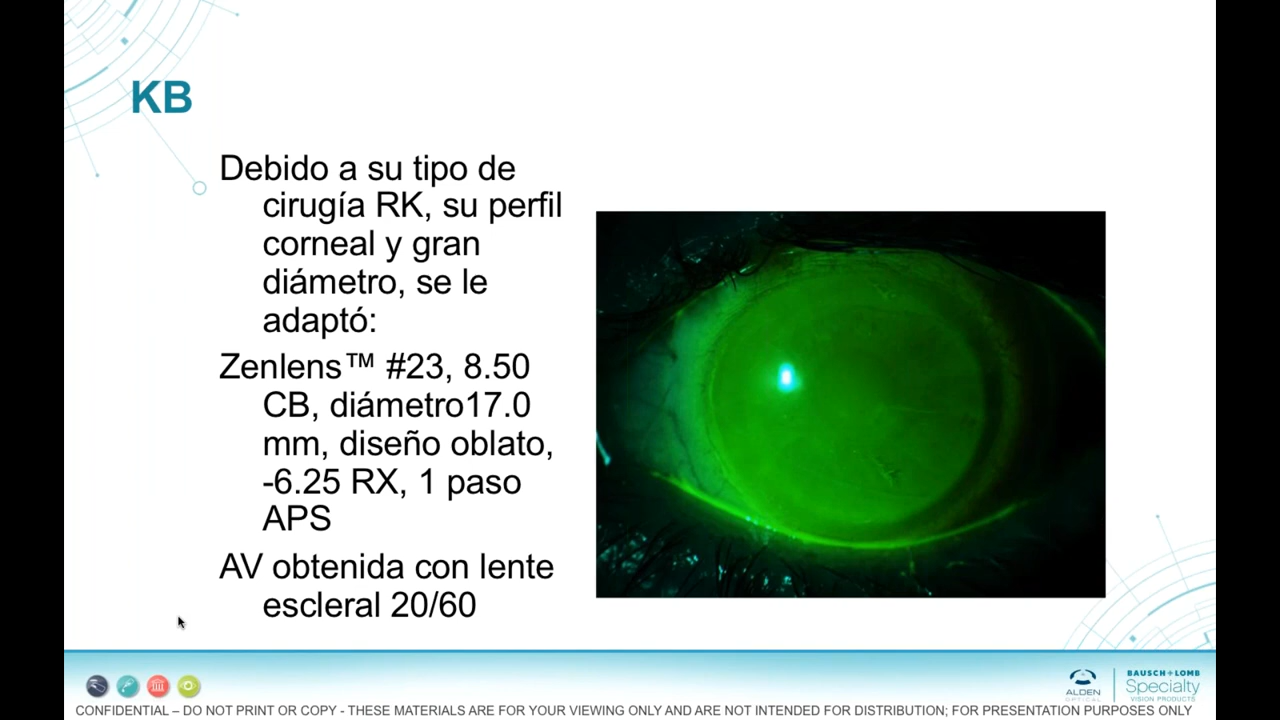 KB
Debido a su tipo de
cirugía RK, su perfil
corneal y gran
diámetro, se le
adaptó:
Zenlens™ #23, 8.50
CB, diámetro17.0
mm, diseño oblato,
-6.25 RX, 1 paso
APS
AV obtenida con lente
escleral 20/60
ALDEN
OPTICAL
BAUSCH + LOMB
Specialty
VISION PRODUCTS
CONFIDENTIAL – DO NOT PRINT OR COPY - THESE MATERIALS ARE FOR YOUR VIEWING ONLY AND ARE NOT INTENDED FOR DISTRIBUTION; FOR PRESENTATION PURPOSES ONLY